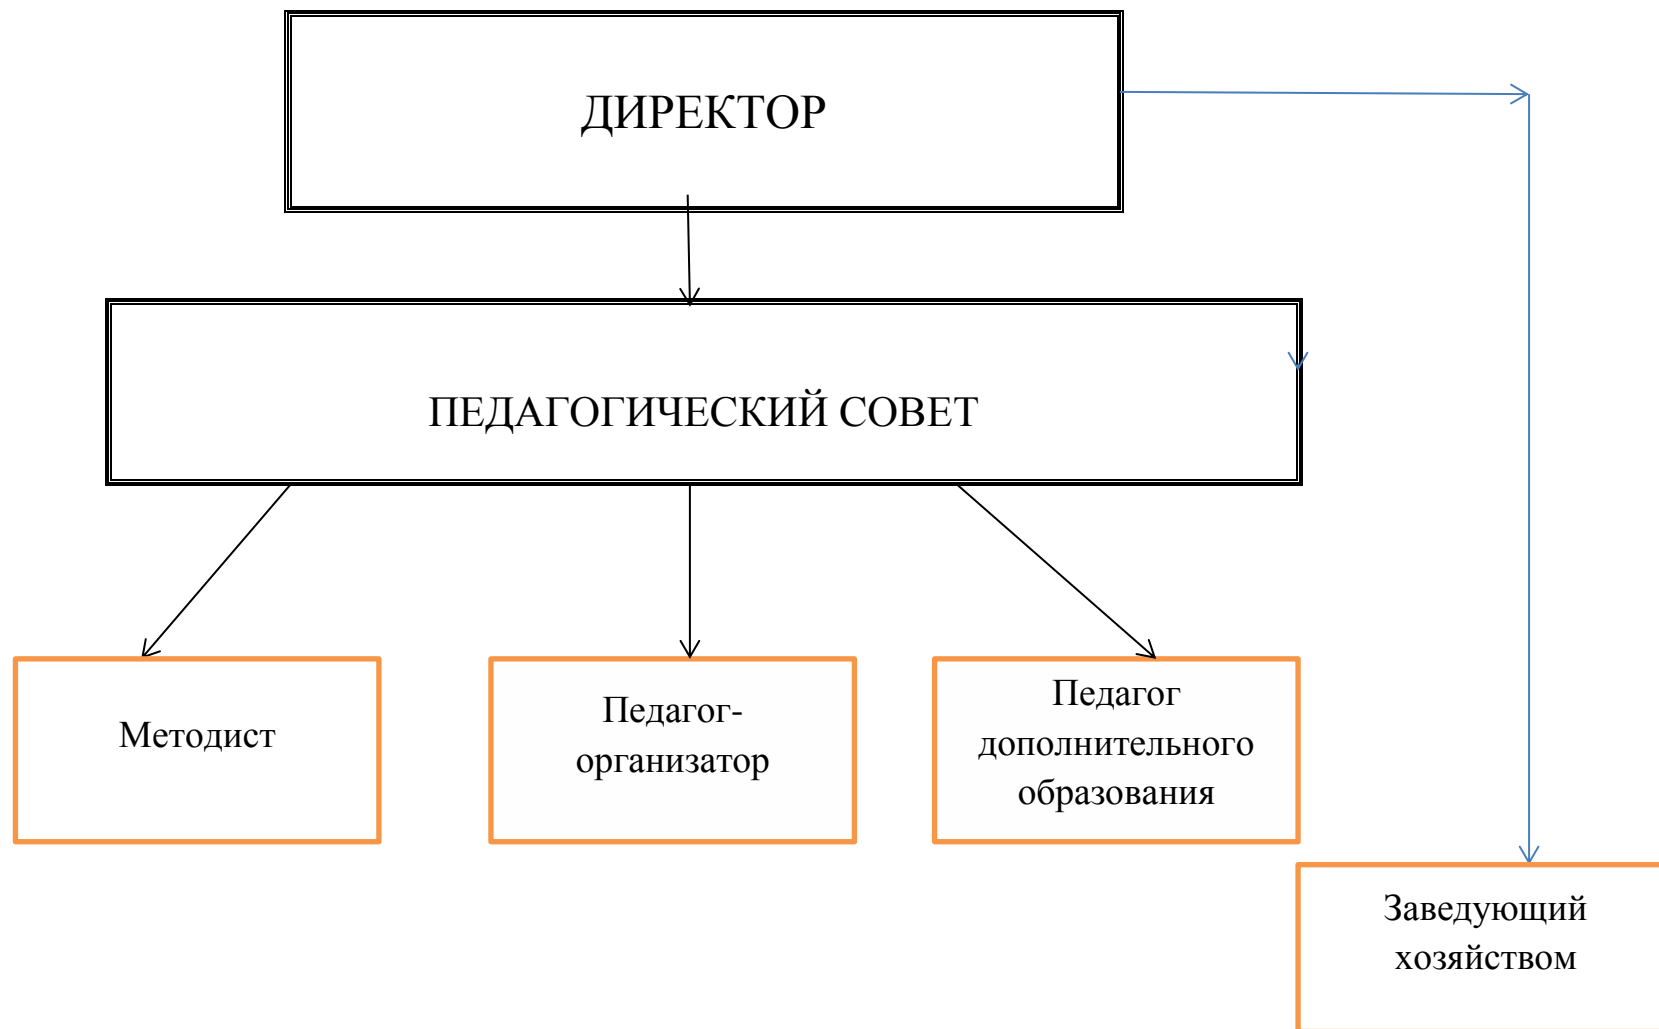 ДИРЕКТОР
ПЕДАГОГИЧЕСКИЙ СОВЕТ
Методист
Педагог-
организатор
Педагог
дополнительного
образования
Заведующий
хозяйством